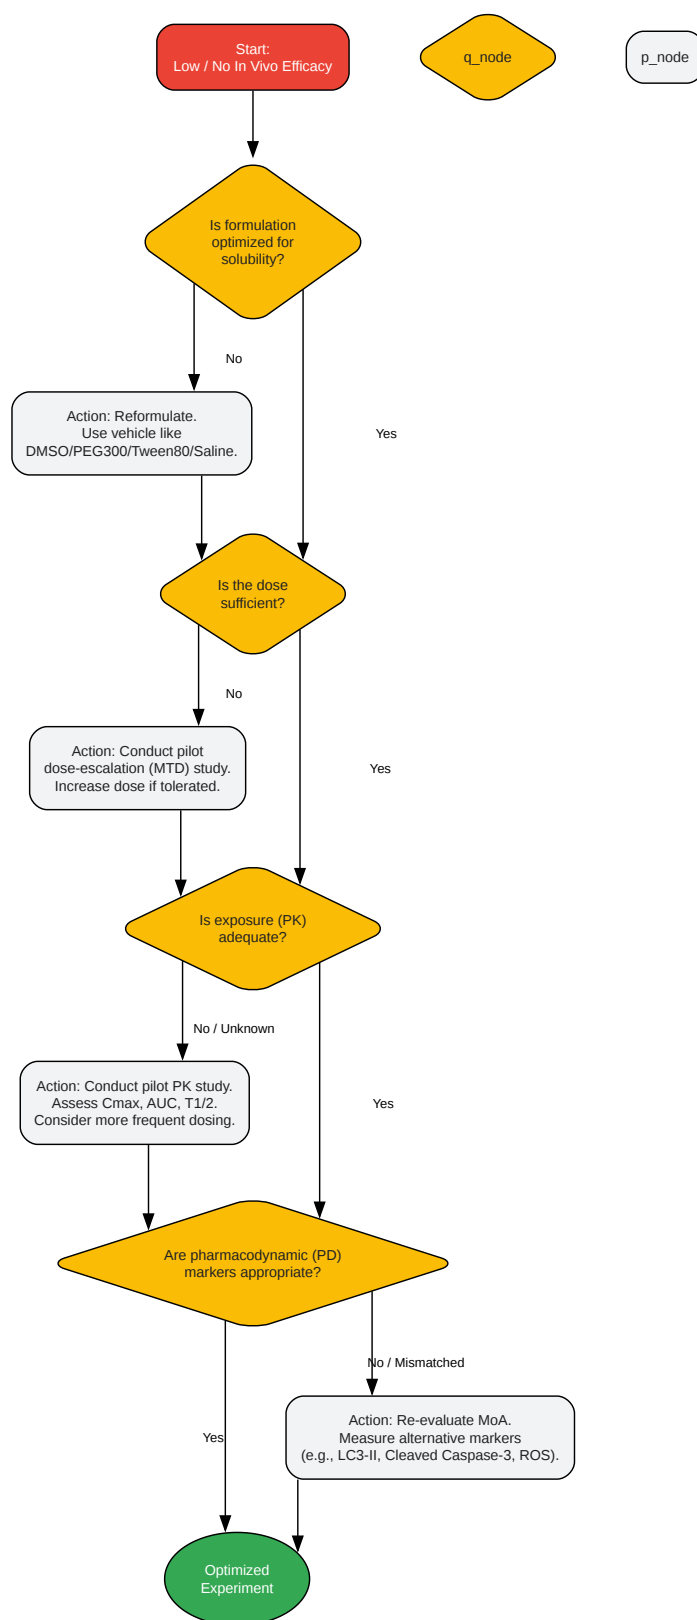 Start:
Low / No In Vivo Efficacy
q_node
p_node
Is formulation
optimized for
solubility?
No
Yes
Action: Reformulate.
Use vehicle like
DMSO/PEG300/Tween80/Saline.
Is the dose
sufficient?
No
Yes
Action: Conduct pilot
dose-escalation (MTD) study.
Increase dose if tolerated.
Is exposure (PK)
adequate?
No / Unknown
Yes
Action: Conduct pilot PK study.
Assess Cmax, AUC, T1/2.
Consider more frequent dosing.
Are pharmacodynamic (PD)
markers appropriate?
No / Mismatched
Yes
Action: Re-evaluate MoA.
Measure alternative markers
(e.g., LC3-II, Cleaved Caspase-3, ROS).
Optimized
Experiment